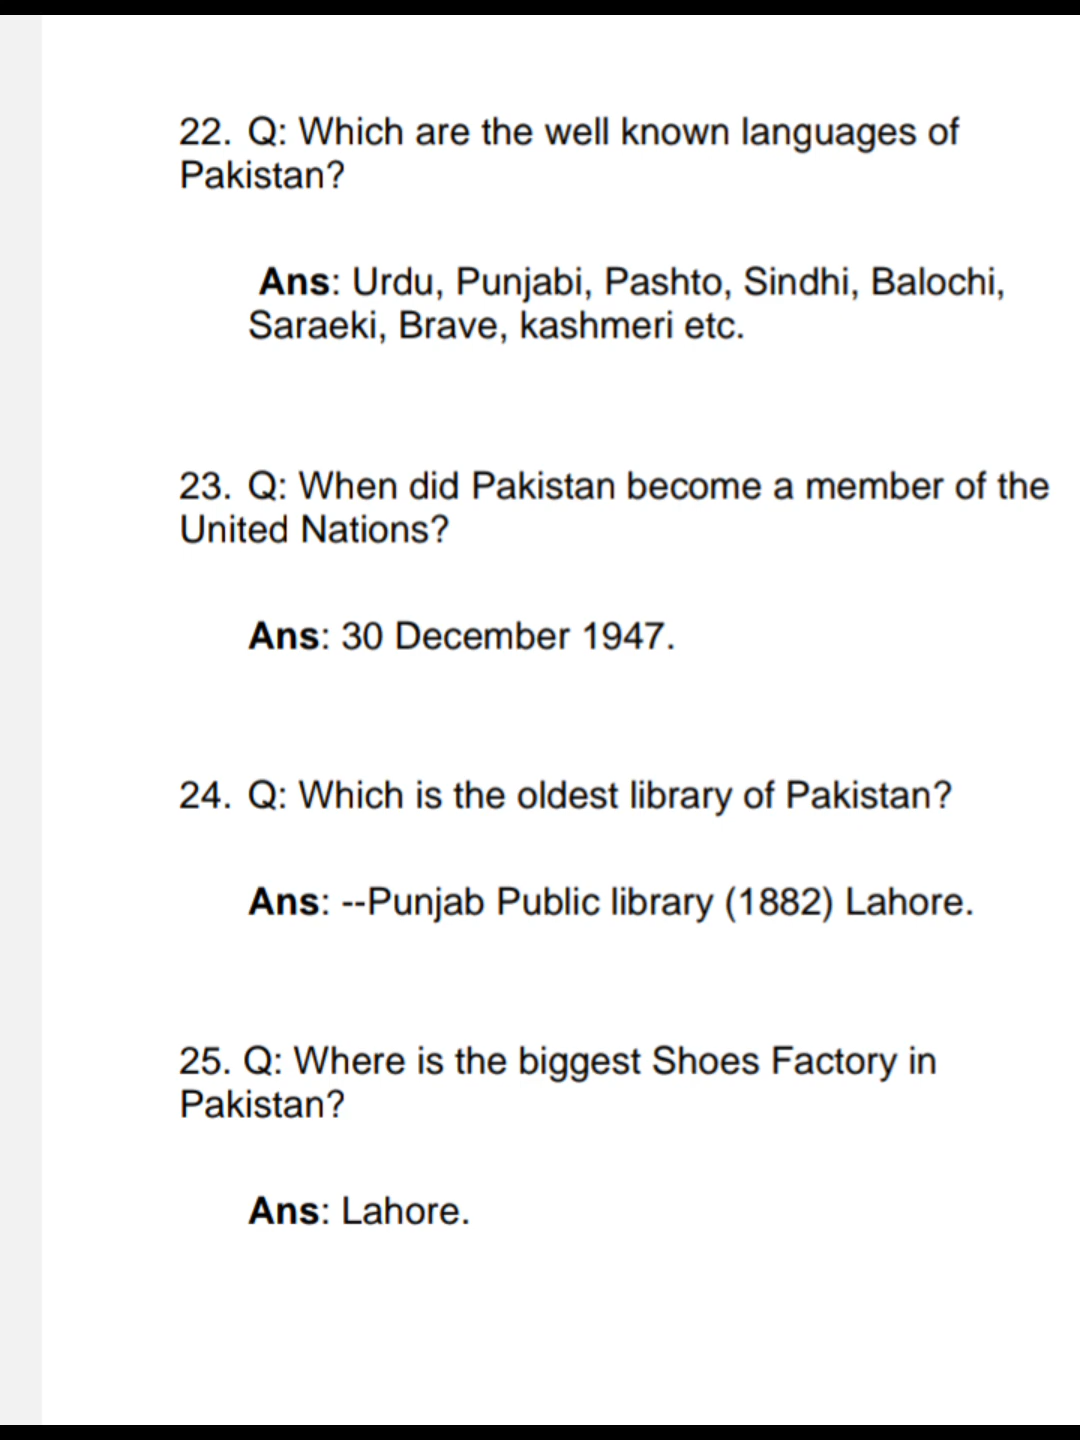 22. Q: Which are the well known languages of
Pakistan?
Ans: Urdu, Punjabi, Pashto, Sindhi, Balochi,
Saraeki, Brave, kashmeri etc.
23. Q: When did Pakistan become a member of the
United Nations?
Ans: 30 December 1947.
24. Q: Which is the oldest library of Pakistan?
Ans: --Punjab Public library (1882) Lahore.
25. Q: Where is the biggest Shoes Factory in
Pakistan?
Ans: Lahore.